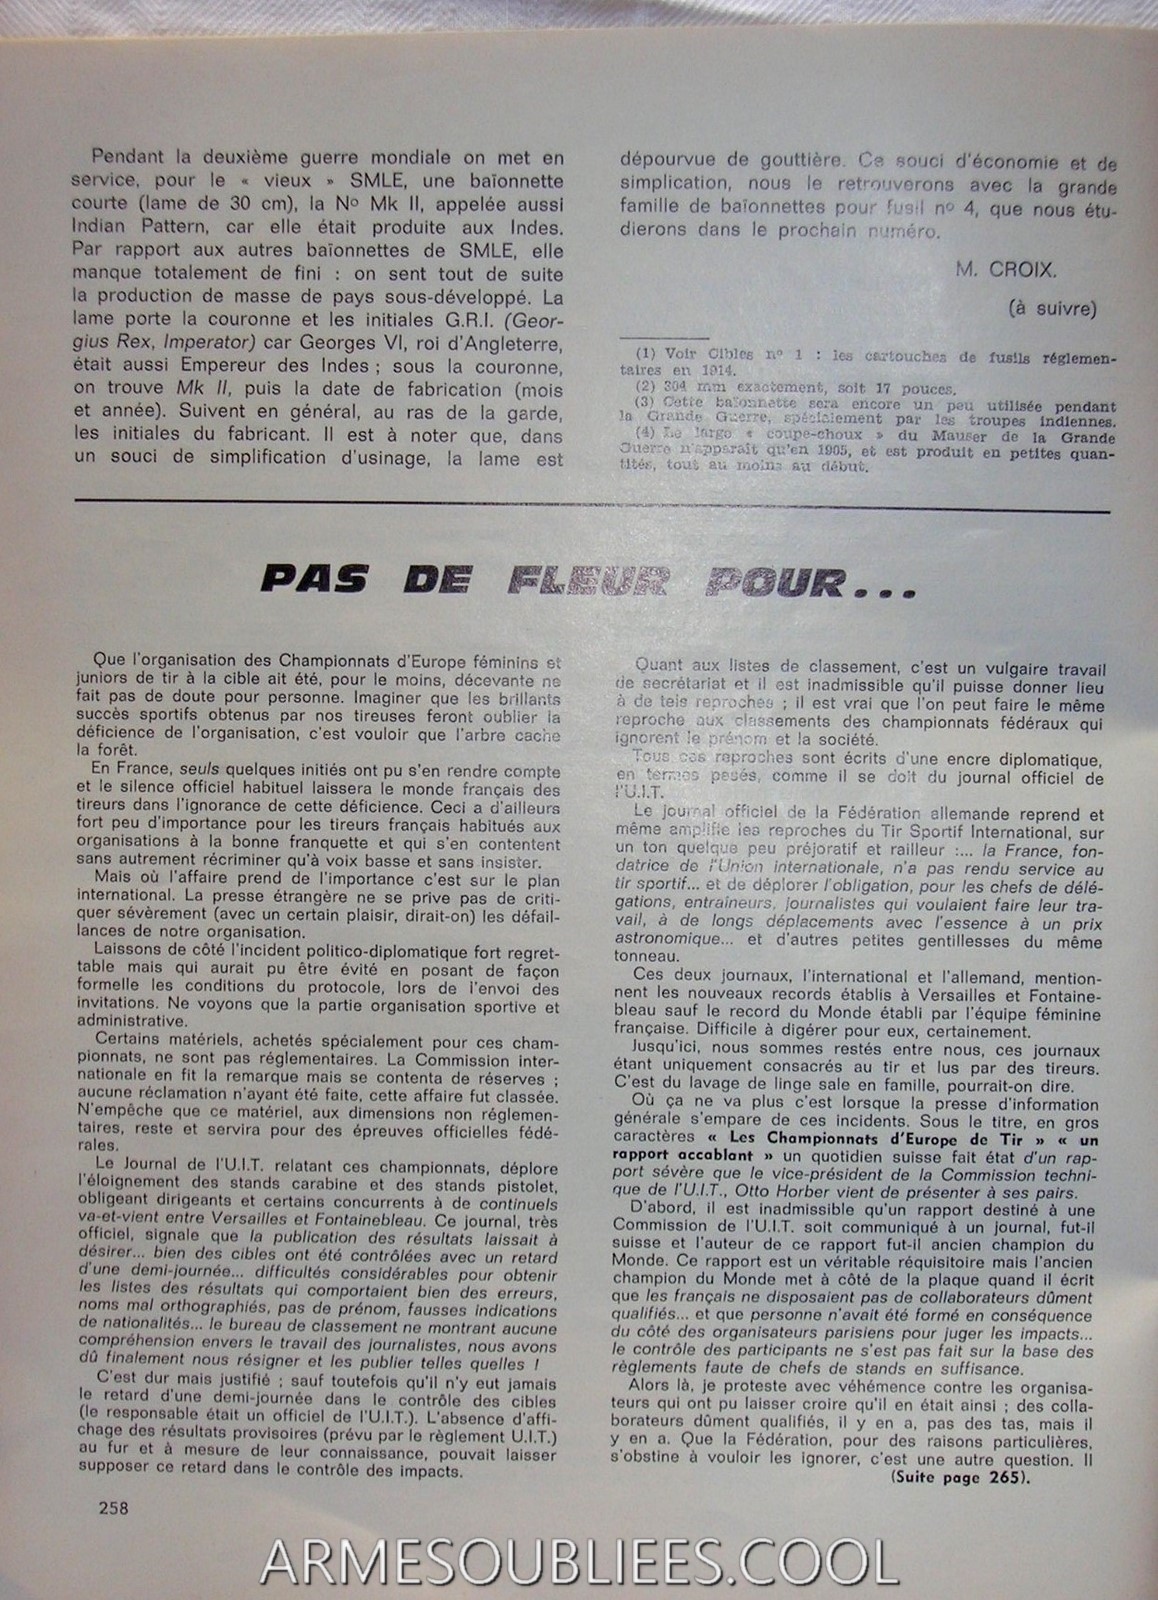 Pendant la deuxième guerre mondiale on met en
service, pour le « vieux » SMLE, une baïonnette
courte (lame de 30 cm), la Nº Mk II, appelée aussi
Indian Pattern, car elle était produite aux Indes.
Par rapport aux autres baïonnettes de SMLE, elle
manque totalement de fini : on sent tout de suite
la production de masse de pays sous-développé. La
lame porte la couronne et les initiales G.R.I. (Geor-
gius Rex, Imperator) car Georges VI, roi d'Angleterre,
était aussi Empereur des Indes ; sous la couronne,
on trouve Mk II, puis la date de fabrication (mois
et année). Suivent en général, au ras de la garde,
les initiales du fabricant. Il est à noter que, dans
un souci de simplification d'usinage, la lame est
dépourvue de gouttière. Ce souci d'économie et de
simplication, nous le retrouverons avec la grande
famille de baïonnettes pour fusil nº 4, que nous étu-
dierons dans le prochain numéro.
M. CROIX.
(à suivre)
(1) Voir Cibles nº 1 : les cartouches de fusils réglemen-
taires en 1914.
(2) 304 mm exactement, soit 17 pouces.
(3) Cette baïonnette sera encore un peu utilisée pendant
la Grande Guerre, spécialement par les troupes indiennes.
(4) Le large « coupe-choux » du Mauser de la Grande
Guerre n'apparaît qu'en 1905, et est produit en petites quan-
tités, tout au moins au début.
PAS DE FLEUR POUR...
Que l'organisation des Championnats d'Europe féminins et
juniors de tir à la cible ait été, pour le moins, décevante ne
fait pas de doute pour personne. Imaginer que les brillants
succès sportifs obtenus par nos tireuses feront oublier la
déficience de l'organisation, c'est vouloir que l'arbre cache
la forêt.
En France, seuls quelques initiés ont pu s'en rendre compte
et le silence officiel habituel laissera le monde français des
tireurs dans l'ignorance de cette déficience. Ceci a d'ailleurs
fort peu d'importance pour les tireurs français habitués aux
organisations à la bonne franquette et qui s'en contentent
sans autrement récriminer qu'à voix basse et sans insister.
Mais où l'affaire prend de l'importance c'est sur le plan
international. La presse étrangère ne se prive pas de criti-
quer sévèrement (avec un certain plaisir, dirait-on) les défail-
lances de notre organisation.
Laissons de côté l'incident politico-diplomatique fort regret-
table mais qui aurait pu être évité en posant de façon
formelle les conditions du protocole, lors de l'envoi des
invitations. Ne voyons que la partie organisation sportive et
administrative.
Certains matériels, achetés spécialement pour ces cham-
pionnats, ne sont pas réglementaires. La Commission inter-
nationale en fit la remarque mais se contenta de réserves ;
aucune réclamation n'ayant été faite, cette affaire fut classée.
N'empêche que ce matériel, aux dimensions non réglemen-
taires, reste et servira pour des épreuves officielles fédé-
rales.
Le Journal de l'U.I.T. relatant ces championnats, déplore
l'éloignement des stands carabine et des stands pistolet,
obligeant dirigeants et certains concurrents à de continuels
va-et-vient entre Versailles et Fontainebleau. Ce journal, très
officiel, signale que la publication des résultats laissait à
désirer... bien des cibles ont été contrôlées avec un retard
d'une demi-journée... difficultés considérables pour obtenir
les listes des résultats qui comportaient bien des erreurs,
noms mal orthographiés, pas de prénom, fausses indications
de nationalités... le bureau de classement ne montrant aucune
compréhension envers le travail des journalistes, nous avons
dû finalement nous résigner et les publier telles quelles !
C'est dur mais justifié ; sauf toutefois qu'il n'y eut jamais
le retard d'une demi-journée dans le contrôle des cibles
(le responsable était un officiel de l'U.I.T.). L'absence d'affi-
chage des résultats provisoires (prévu par le règlement U.I.T.)
au fur et à mesure de leur connaissance, pouvait laisser
supposer ce retard dans le contrôle des impacts.
Quant aux listes de classement, c'est un vulgaire travail
de secrétariat et il est inadmissible qu'il puisse donner lieu
à de tels reproches ; il est vrai que l'on peut faire le même
reproche aux classements des championnats fédéraux qui
ignorent le prénom et la société.
Tous ces reproches sont écrits d'une encre diplomatique,
en termes pesés, comme il se doit du journal officiel de
l'U.I.T.
Le journal officiel de la Fédération allemande reprend et
même amplifie les reproches du Tir Sportif International, sur
un ton quelque peu préjoratif et railleur :... la France, fon-
datrice de l'Union internationale, n'a pas rendu service au
tir sportif... et de déplorer l'obligation, pour les chefs de délé-
gations, entraineurs, journalistes qui voulaient faire leur tra-
vail, à de longs déplacements avec l'essence à un prix
astronomique... et d'autres petites gentillesses du même
tonneau.
Ces deux journaux, l'international et l'allemand, mention-
nent les nouveaux records établis à Versailles et Fontaine-
bleau sauf le record du Monde établi par l'équipe féminine
française. Difficile à digérer pour eux, certainement.
Jusqu'ici, nous sommes restés entre nous, ces journaux
étant uniquement consacrés au tir et lus par des tireurs.
C'est du lavage de linge sale en famille, pourrait-on dire.
Où ça ne va plus c'est lorsque la presse d'information
générale s'empare de ces incidents. Sous le titre, en gros
caractères « Les Championnats d'Europe de Tir » « un
rapport accablant » un quotidien suisse fait état d'un rap-
port sévère que le vice-président de la Commission techni-
que de l'U.I.T., Otto Horber vient de présenter à ses pairs.
D'abord, il est inadmissible qu'un rapport destiné à une
Commission de l'U.I.T. soit communiqué à un journal, fut-il
suisse et l'auteur de ce rapport fut-il ancien champion du
Monde. Ce rapport est un véritable réquisitoire mais l'ancien
champion du Monde met à côté de la plaque quand il écrit
que les français ne disposaient pas de collaborateurs dûment
qualifiés... et que personne n'avait été formé en conséquence
du côté des organisateurs parisiens pour juger les impacts...
le contrôle des participants ne s'est pas fait sur la base des
règlements faute de chefs de stands en suffisance.
Alors là, je proteste avec véhémence contre les organisa-
teurs qui ont pu laisser croire qu'il en était ainsi ; des colla-
borateurs dûment qualifiés, il y en a, pas des tas, mais il
y en a. Que la Fédération, pour des raisons particulières,
s'obstine à vouloir les ignorer, c'est une autre question. Il
(Suite page 265).
258
ARMESOUBLIEES.COOL